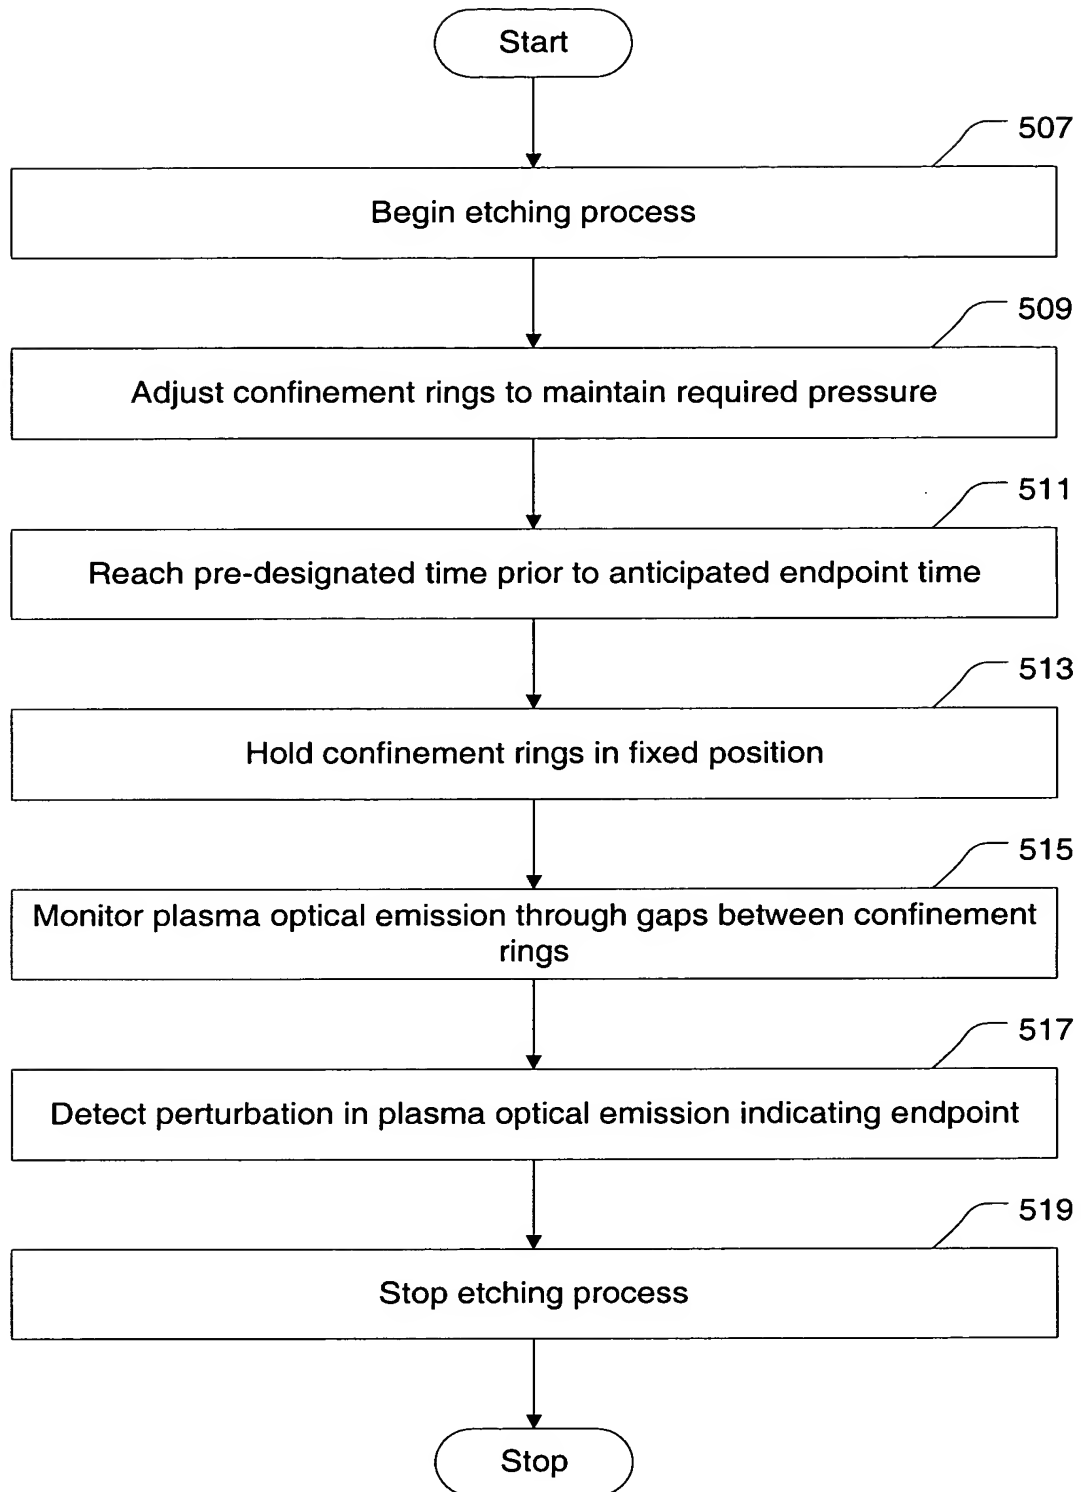 Start
507
Begin etching process
509
Adjust confinement rings to maintain required pressure
511
Reach pre-designated time prior to anticipated endpoint time
513
Hold confinement rings in fixed position
515
Monitor plasma optical emission through gaps between confinement
rings
517
Detect perturbation in plasma optical emission indicating endpoint
519
Stop etching process
Stop